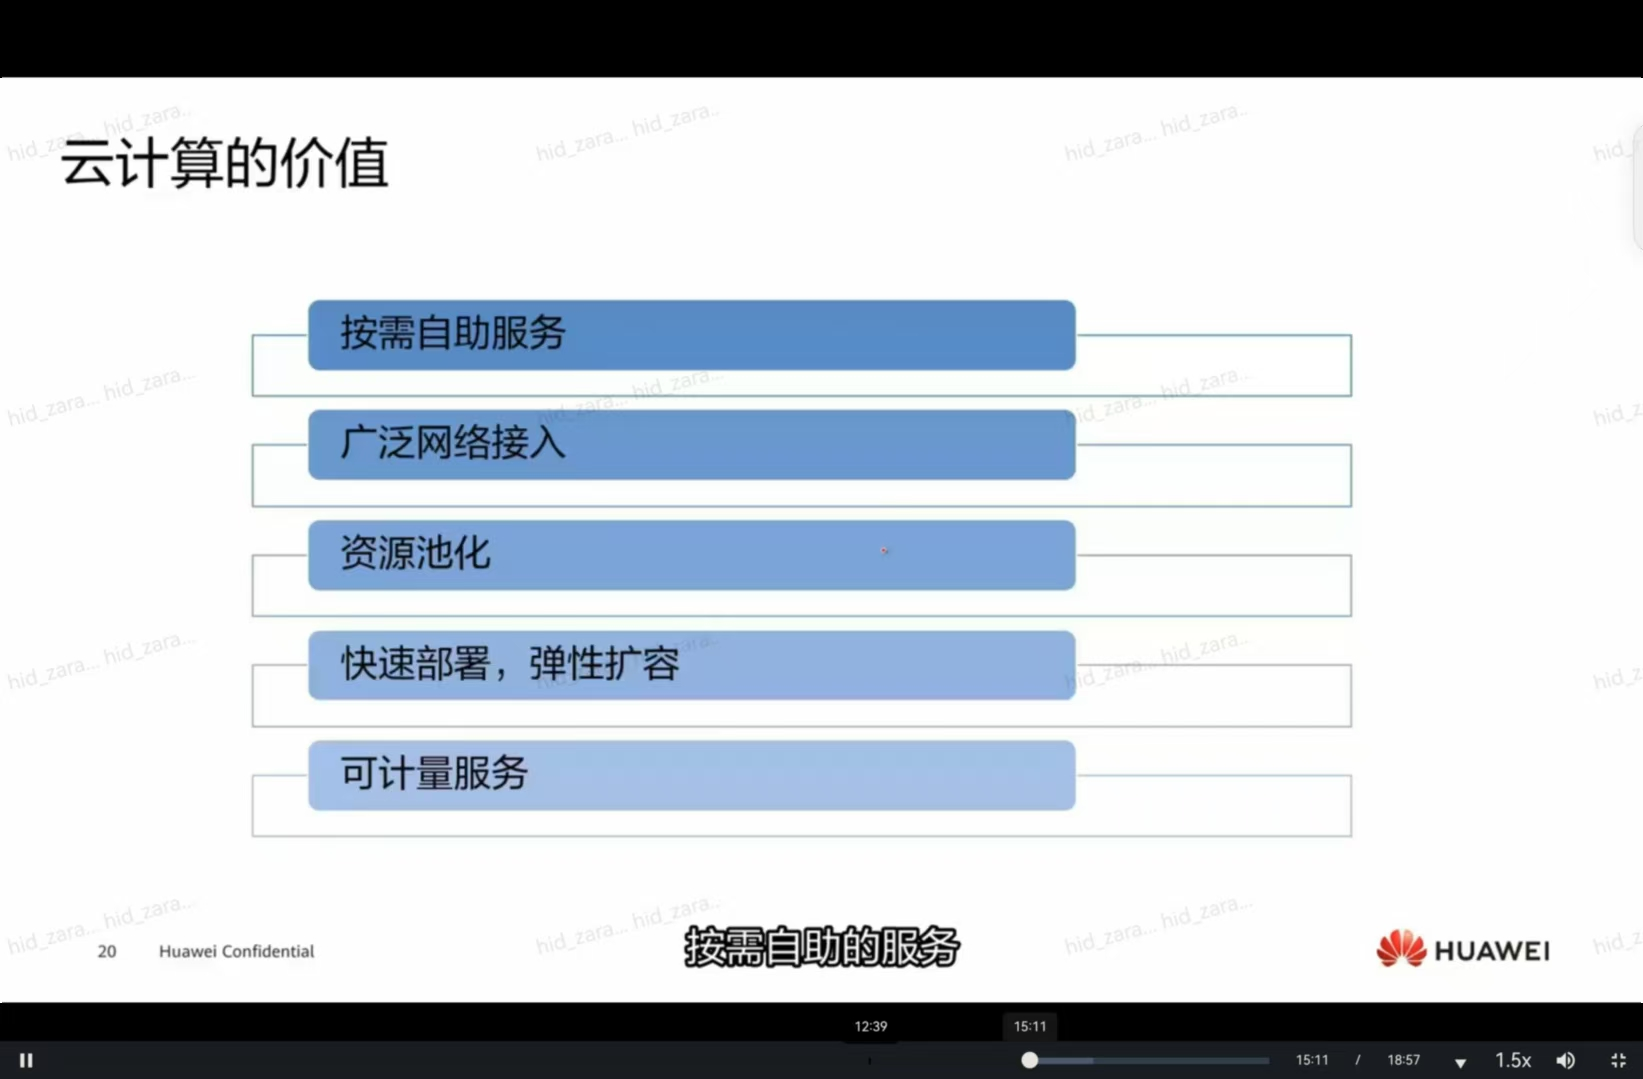 hid_zara... hid_zara...
云计算的价值
按需自助服务
广泛网络接入
资源池化
快速部署，弹性扩容
可计量服务
20 Huawei Confidential
按需自助的服务
HUAWEI
12:39 15:11
15:11 / 18:57 1.5x